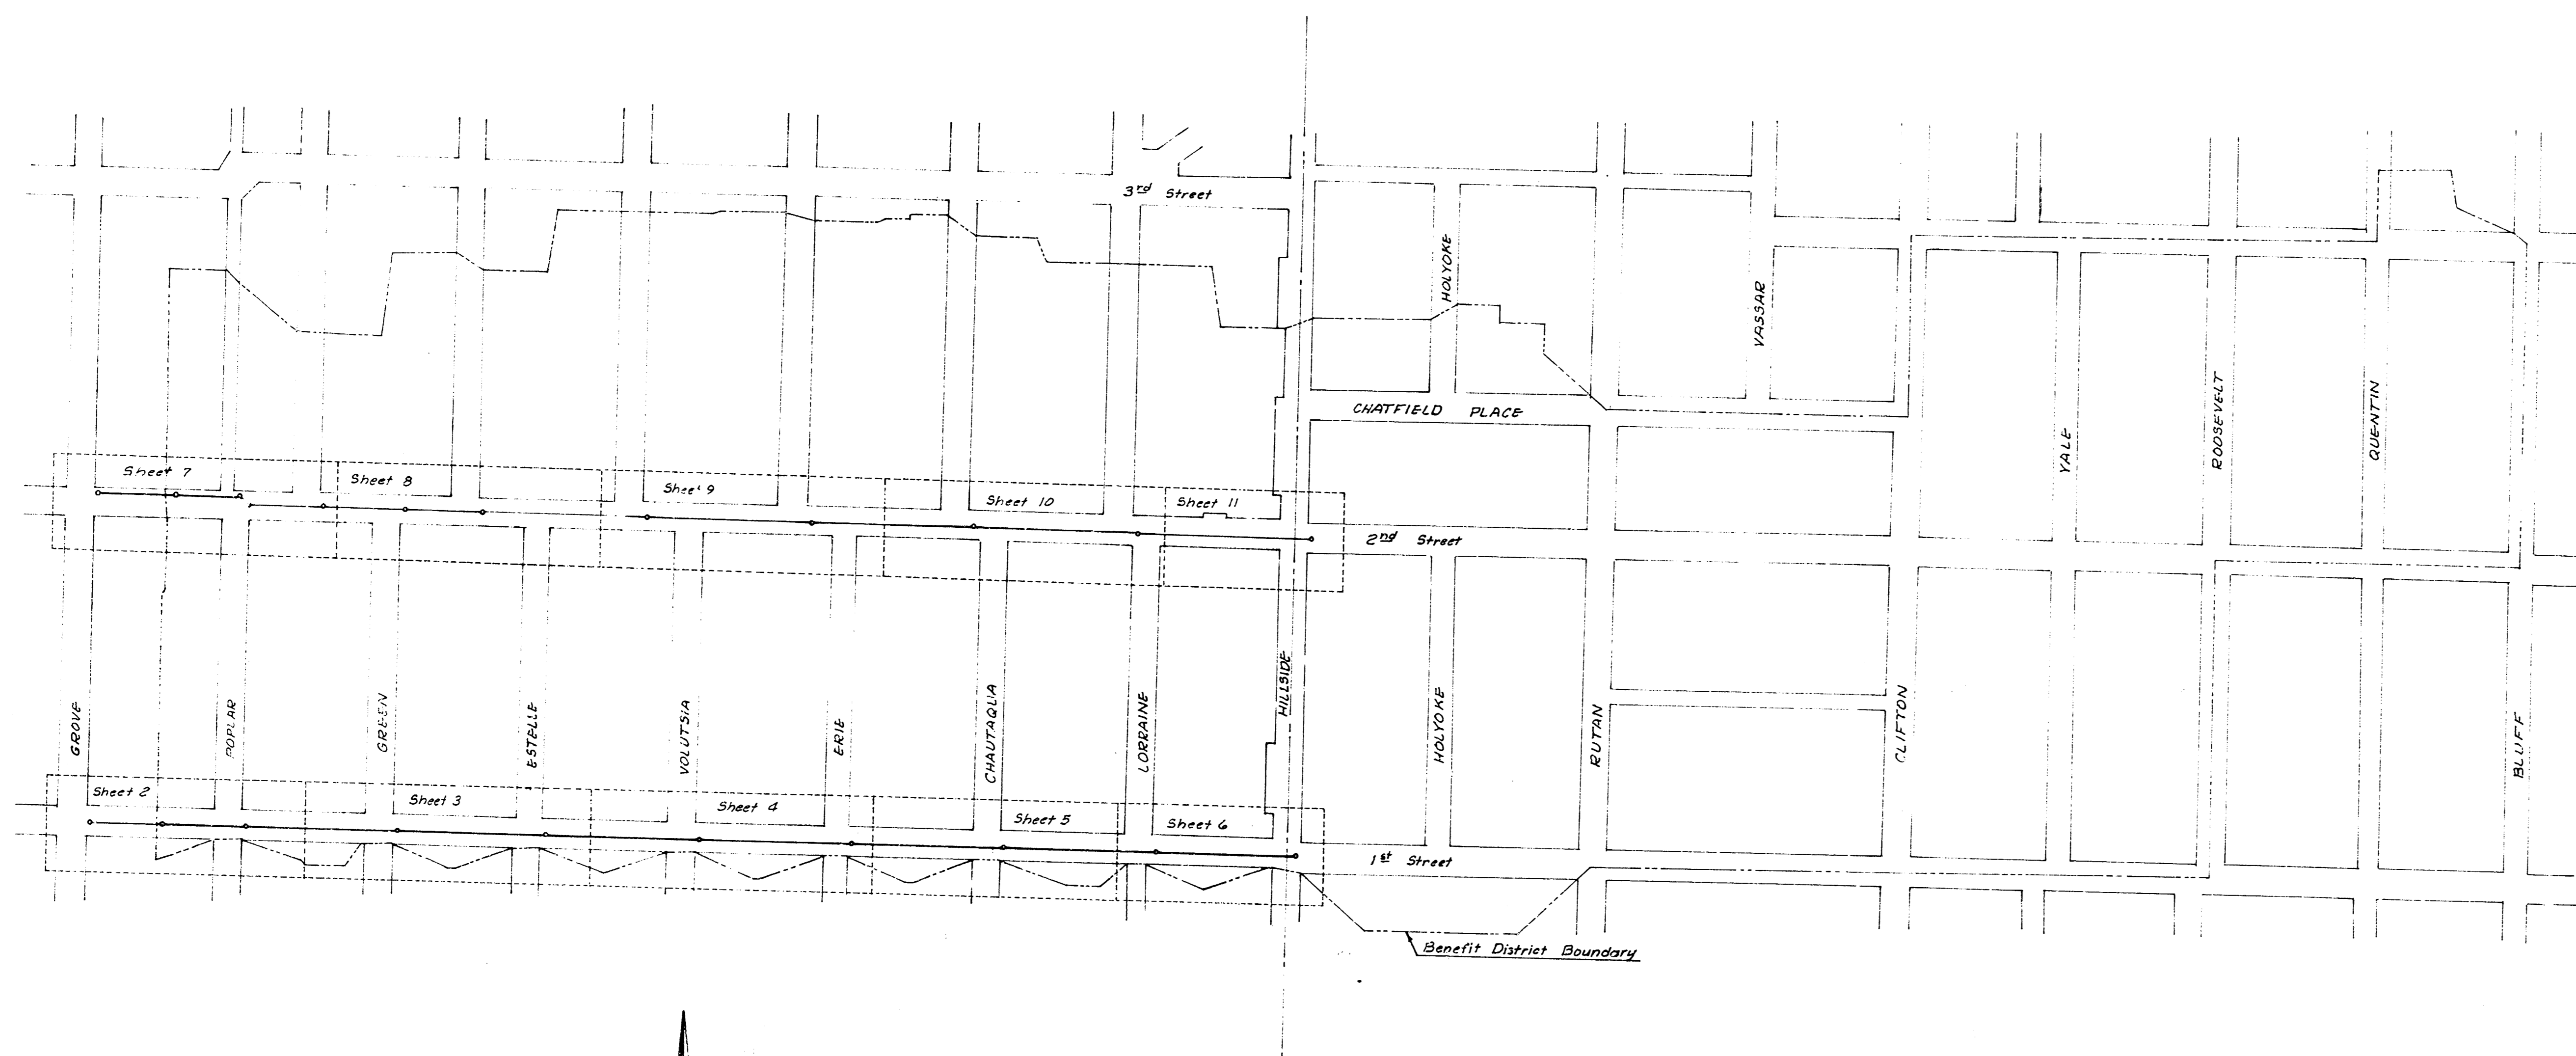 3rd Street
HOLYOKE
VASSAR
CHATFIELD PLACE
YALE
ROOSEVELT
QUENTIN
Sheet 7
Sheet 8
Sheet 9
Sheet 10
Sheet 11
2nd Street
GROVE
POPLAR
GREEN
ESTELLE
VOLUTSIA
ERIE
CHAUTAQUA
LORRAINE
HILLSIDE
HOLYOKE
RUTAN
CLIFTON
BLUFF
Sheet 2
Sheet 3
Sheet 4
Sheet 5
Sheet 6
1st Street
Benefit District Boundary